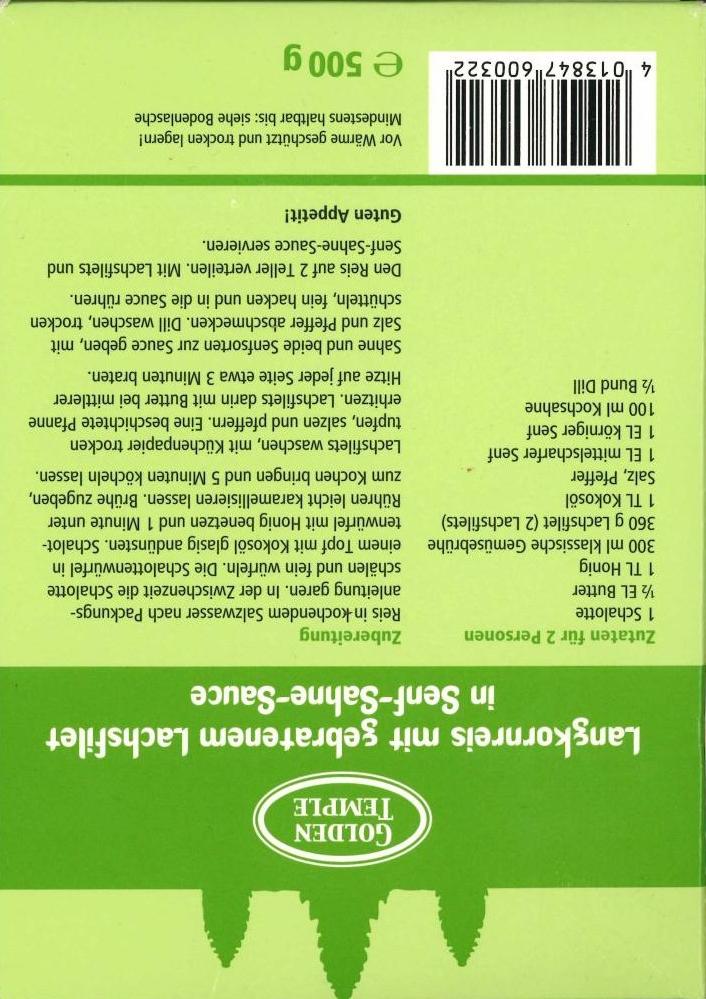 GOLDEN
TEMPLE
Langkornreis mit gebratenem Lachsfilet
in Senf-Sahne-Sauce
Zutaten für 2 Personen
1 Schalotte
½ EL Butter
1 TL Honig
300 ml klassische Gemüsebrühe
360 g Lachsfilet (2 Lachsfilets)
1 TL Kokosöl
Salz, Pfeffer
1 EL mittelscharfer Senf
1 EL körniger Senf
100 ml Kochsahne
½ Bund Dill
Zubereitung
Reis in kochendem Salzwasser nach Packungs-
anleitung garen. In der Zwischenzeit die Schalotte
schälen und fein würfeln. Die Schalottenwürfel in
einem Topf mit Kokosöl glasig andünsten. Schalot-
tenwürfel mit Honig benetzen und 1 Minute unter
Rühren leicht karamellisieren lassen. Brühe zugeben,
zum Kochen bringen und 5 Minuten köcheln lassen.
Lachsfilets waschen, mit Küchenpapier trocken
tupfen, salzen und pfeffern. Eine beschichtete Pfanne
erhitzen. Lachsfilets darin mit Butter bei mittlerer
Hitze auf jeder Seite etwa 3 Minuten braten.
Sahne und beide Senfsorten zur Sauce geben, mit
Salz und Pfeffer abschmecken. Dill waschen, trocken
schütteln, fein hacken und in die Sauce rühren.
Den Reis auf 2 Teller verteilen. Mit Lachsfilets und
Senf-Sahne-Sauce servieren.
Guten Appetit!
4 013847 600322
Vor Wärme geschützt und trocken lagern!
Mindestens haltbar bis: siehe Bodenlasche
℮ 500 g